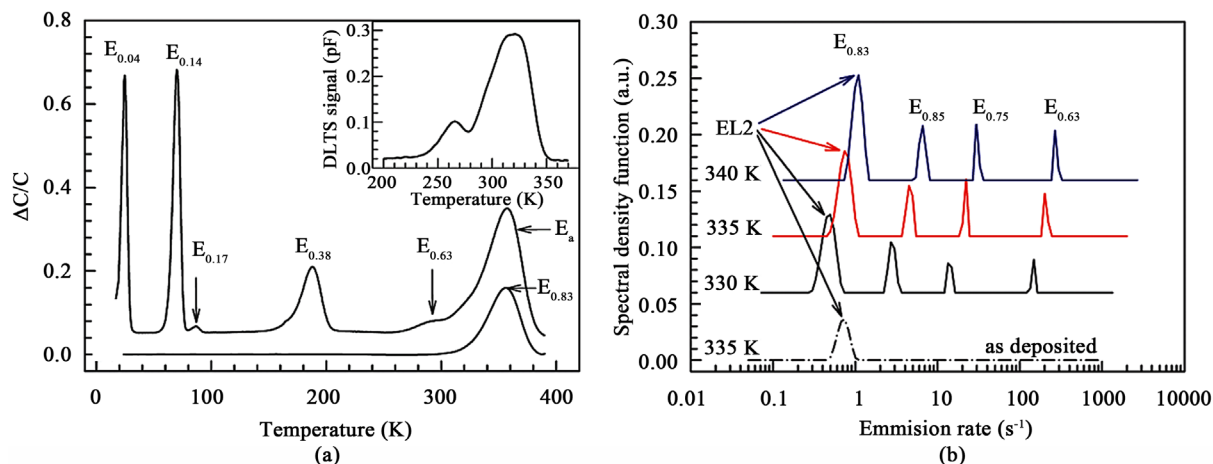 (a)
0.8
0.6
0.4
0.2
0.0
ΔC/C
0
100
200
300
400
Temperature (K)
E0.04
E0.14
E0.17
E0.38
E0.63
Ea
E0.83
0.3
0.2
0.1
0.0
DLTS signal (pF)
200
250
300
350
Temperature (K)
(a)
(b)
0.25
0.20
0.15
0.10
0.05
0.00
Spectral density function (a.u.)
0.01
0.1
1
10
100
1000
10000
Emmision rate (s-1)
E0.83
E0.85
E0.75
E0.63
EL2
340 K
335 K
330 K
335 K
as deposited
(b)